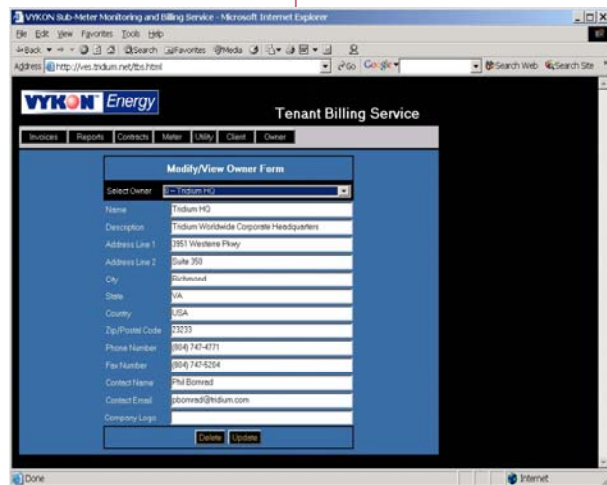 VYKON Sub-Meter Monitoring and Billing Service - Microsoft Internet Explorer
File Edit View Favorites Tools Help
Back Search Favorites Media
Address http://ves.tridium.net/tbs.html Go Google Search Web Search Site
VYKON™ Energy
Tenant Billing Service
Invoices Reports Contracts Meter Utility Client Owner
Modify/View Owner Form
Select Owner 0 -- Tridium HQ
Name Tridium HQ
Description Tridium Worldwide Corporate Headquarters
Address Line 1 3951 Westerre Pkwy
Address Line 2 Suite 350
City Richmond
State VA
Country USA
Zip/Postal Code 23233
Phone Number (804) 747-4771
Fax Number (804) 747-5204
Contact Name Phil Bomrad
Contact Email pbomrad@tridium.com
Company Logo
Delete Update
Done Internet